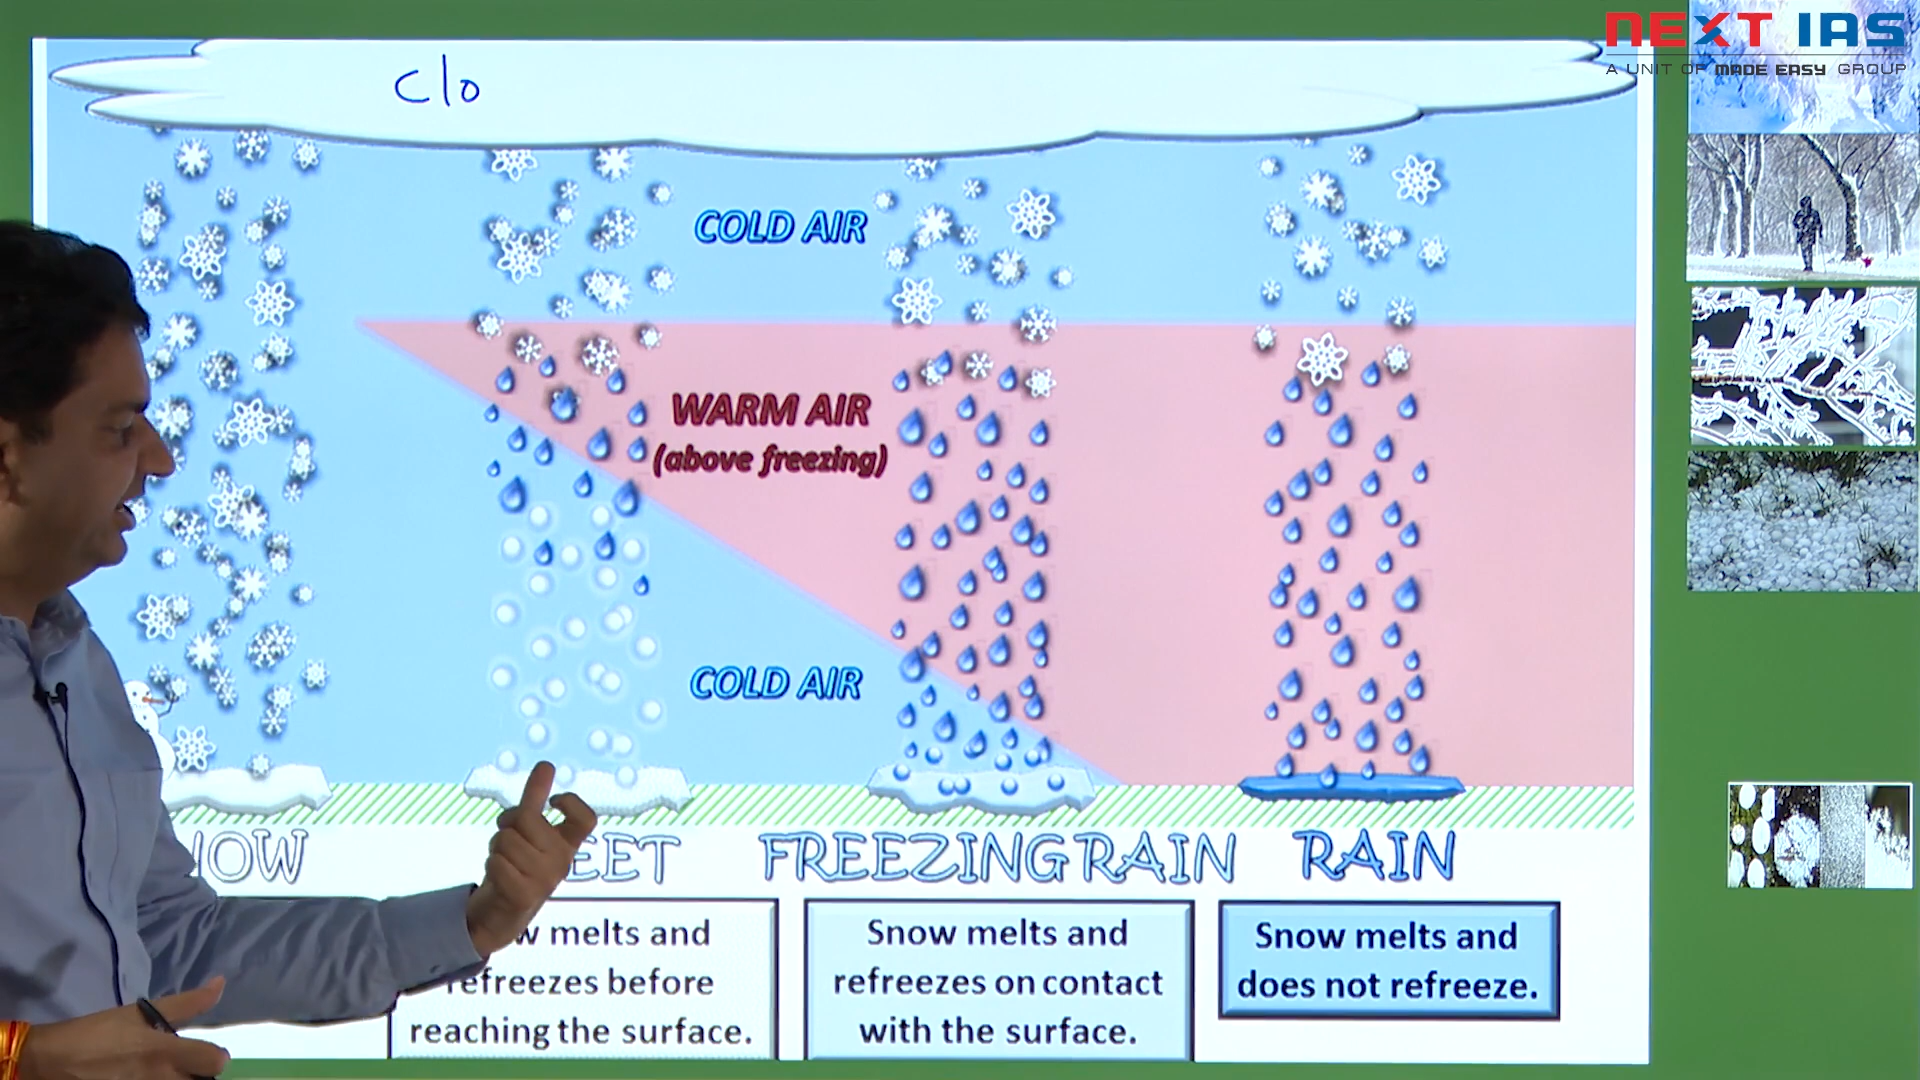 NEXT IAS
A UNIT OF MADE EASY GROUP
Clo
COLD AIR
WARM AIR
(above freezing)
COLD AIR
FREEZING RAIN
RAIN
melts and
refreezes before
reaching the surface.
Snow melts and
refreezes on contact
with the surface.
Snow melts and
does not refreeze.